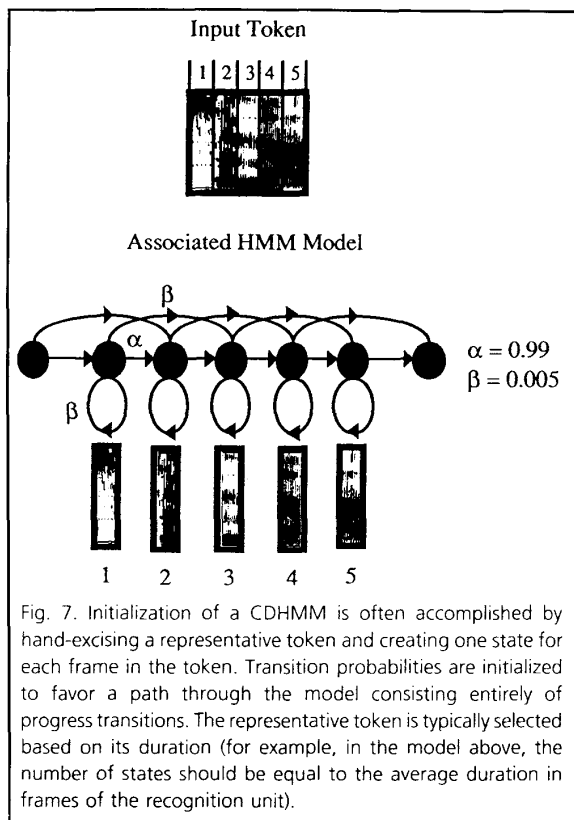 Input Token
1 2 3 4 5
Associated HMM Model
β
α
α = 0.99
β = 0.005
β
1 2 3 4 5
Fig. 7. Initialization of a CDHMM is often accomplished by
hand-excising a representative token and creating one state for
each frame in the token. Transition probabilities are initialized
to favor a path through the model consisting entirely of
progress transitions. The representative token is typically selected
based on its duration (for example, in the model above, the
number of states should be equal to the average duration in
frames of the recognition unit).